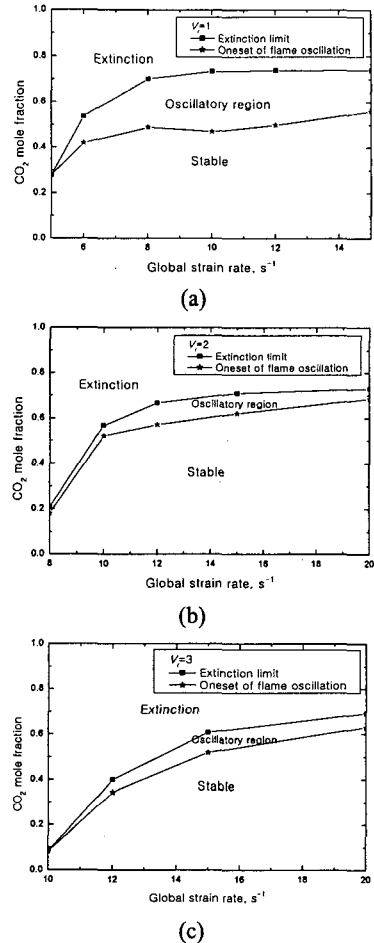 V_r=1
Extinction limit
Oneset of flame oscillation
Extinction
Oscillatory region
Stable
CO₂ mole fraction
1.0
0.8
0.6
0.4
0.2
0.0
6 8 10 12 14
Global strain rate, s⁻¹
(a)
V_r=2
Extinction limit
Oneset of flame oscillation
Extinction
Oscillatory region
Stable
CO₂ mole fraction
1.0
0.8
0.6
0.4
0.2
0.0
8 10 12 14 16 18 20
Global strain rate, s⁻¹
(b)
V_r=3
Extinction limit
Oneset of flame oscillation
Extinction
Oscillatory region
Stable
CO₂ mole fraction
1.0
0.8
0.6
0.4
0.2
0.0
10 12 14 16 18 20
Global strain rate, s⁻¹
(c)